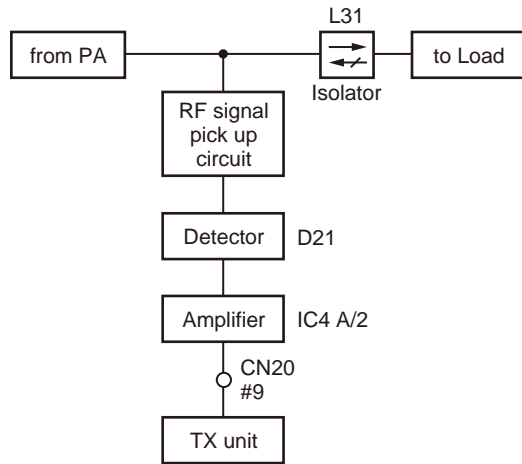 L31
from PA
to Load
Isolator
RF signal
pick up
circuit
Detector
D21
Amplifier
IC4 A/2
CN20
#9
TX unit